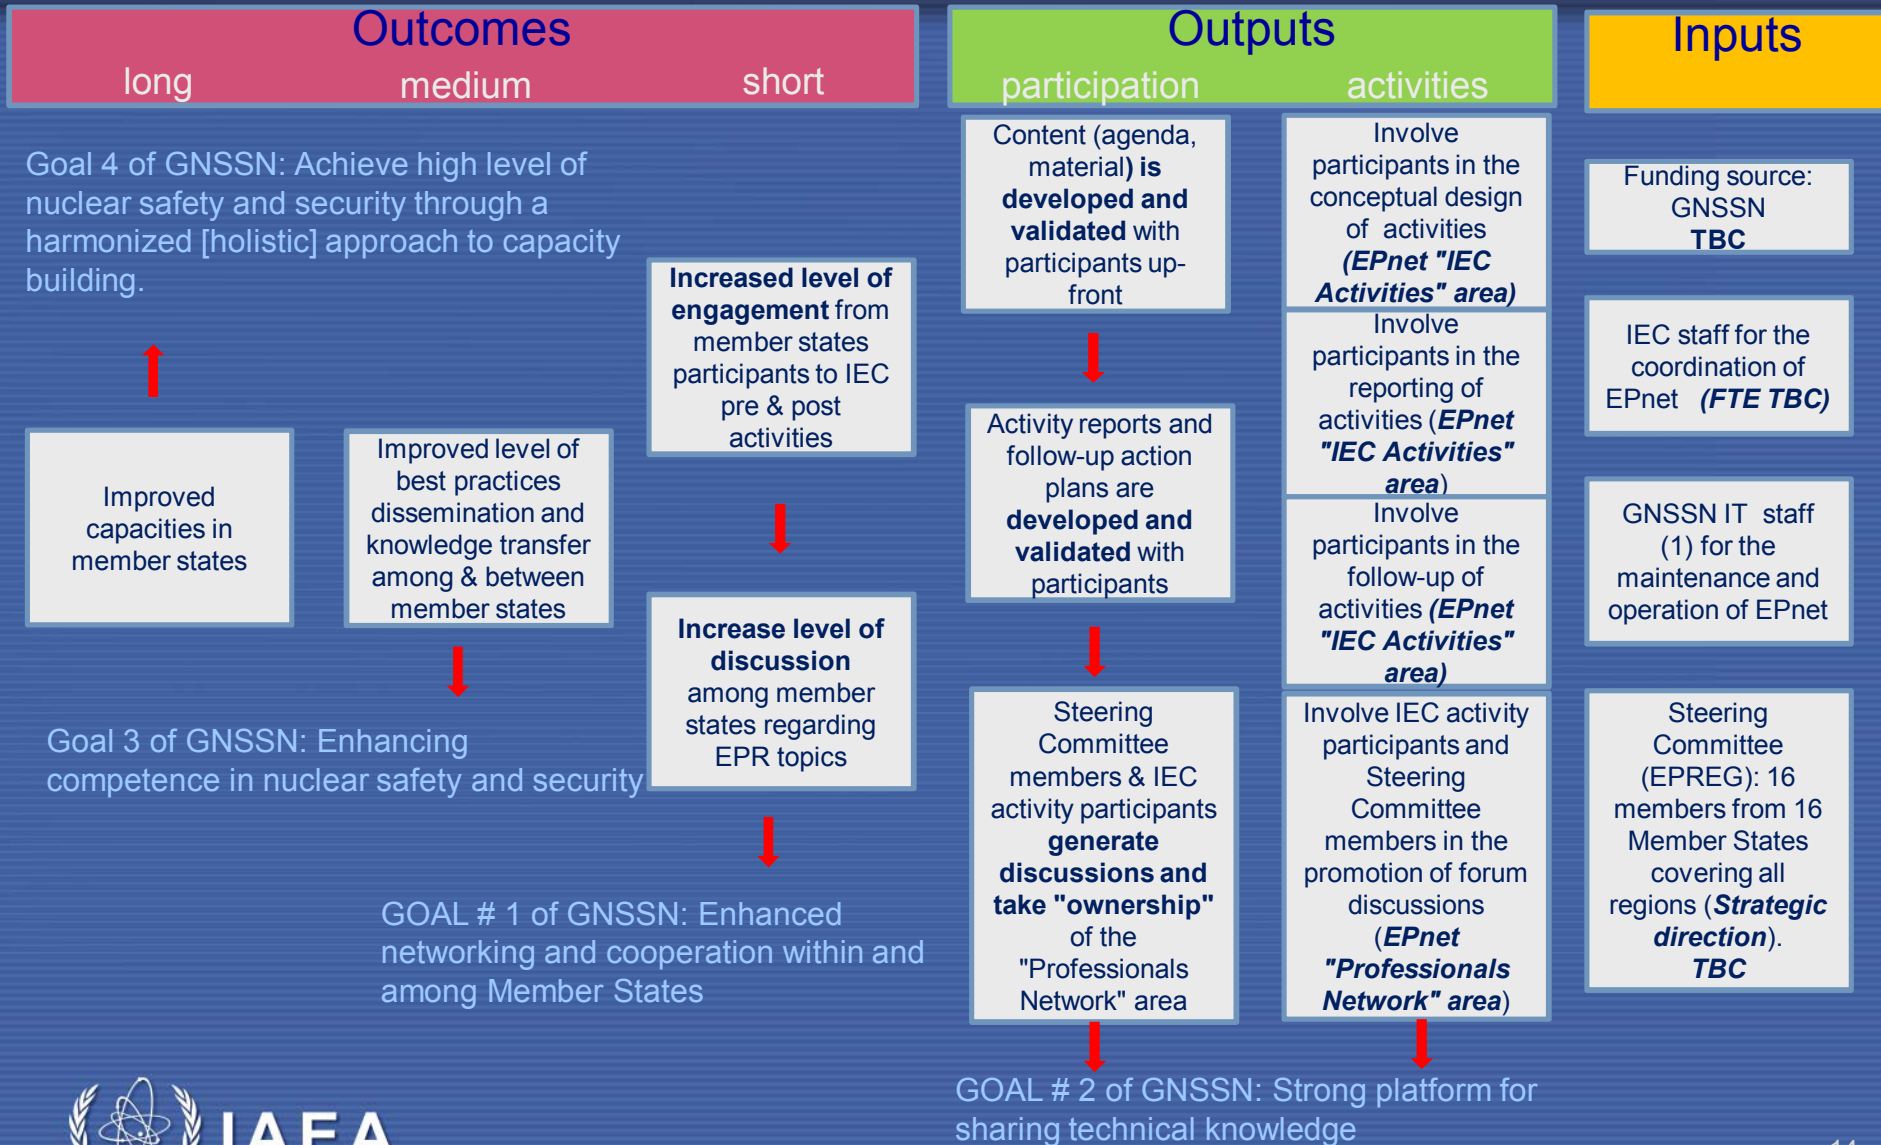 Outcomes
long
medium
short
Goal 4 of GNSSN: Achieve high level of
nuclear safety and security through a
harmonized [holistic] approach to capacity
building.
Improved
capacities in
member states
Improved level of
best practices
dissemination and
knowledge transfer
among & between
member states
Goal 3 of GNSSN: Enhancing
competence in nuclear safety and security
Increased level of
engagement from
member states
participants to IEC
pre & post
activities
Increase level of
discussion
among member
states regarding
EPR topics
GOAL # 1 of GNSSN: Enhanced
networking and cooperation within and
among Member States
Outputs
participation
activities
Content (agenda,
material) is
developed and
validated with
participants up-
front
Activity reports and
follow-up action
plans are
developed and
validated with
participants
Steering
Committee
members & IEC
activity participants
generate
discussions and
take "ownership"
of the
"Professionals
Network" area
Involve
participants in the
conceptual design
of activities
(EPnet "IEC
Activities" area)
Involve
participants in the
reporting of
activities (EPnet
"IEC Activities"
area)
Involve
participants in the
follow-up of
activities (EPnet
"IEC Activities"
area)
Involve IEC activity
participants and
Steering
Committee
members in the
promotion of forum
discussions
(EPnet
"Professionals
Network" area)
GOAL # 2 of GNSSN: Strong platform for
sharing technical knowledge
Inputs
Funding source:
GNSSN
TBC
IEC staff for the
coordination of
EPnet (FTE TBC)
GNSSN IT staff
(1) for the
maintenance and
operation of EPnet
Steering
Committee
(EPREG): 16
members from 16
Member States
covering all
regions (Strategic
direction).
TBC
IAEA